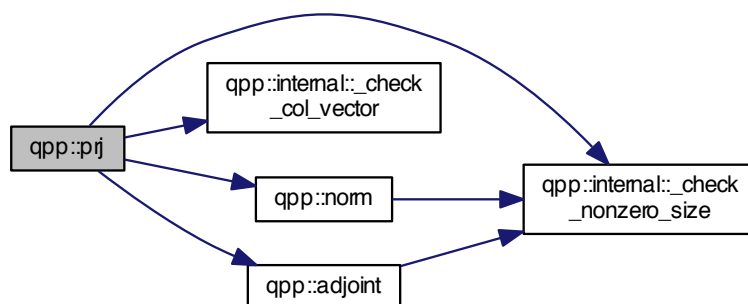 qpp::prj
qpp::internal::_check
_col_vector
qpp::norm
qpp::adjoint
qpp::internal::_check
_nonzero_size